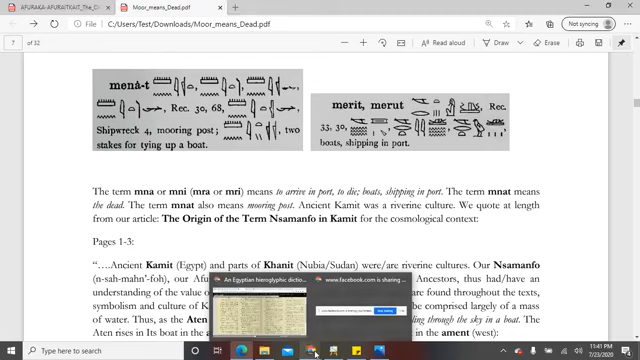 AFURAKA-AFURAITKAIT_The_O
Moor_means_Dead.pdf
C:/Users/Test/Downloads/Moor_means_Dead.pdf
Not syncing
7 of 32
Read aloud
Draw
Highlight
Erase
menȧ-t
Rec. 30, 68,
Shipwreck 4, mooring post;
two
stakes for tying up a boat.
merit, merut
Rec.
33, 30,
boats, shipping in part.
The term mna or mni (mra or mri) means to arrive in port, to die; boats, shipping in port. The term mnat means
the dead. The term mnat also means mooring post. Ancient Kamit was a riverine culture. We quote at length
from our article: The Origin of the Term Nsamanfo in Kamit for the cosmological context:
Pages 1-3:
“….Ancient Kamit (Egypt) and parts of Khanit (Nubia/Sudan) were/are riverine cultures. Our Nsamanfo
(n-sah-mahn'-foh), are our
Ancestors, thus had/have
an understanding of the value o
are found throughout the texts,
symbolism and culture of K
be comprised largely of a mass
of water. Thus, as the Aten
ling through the sky in a boat. The
Aten rises in Its boat in the a
in the ament (west):
An Egyptian hieroglyphic dictio...
www.facebook.com is sharing ...
11:41 PM
7/23/2020